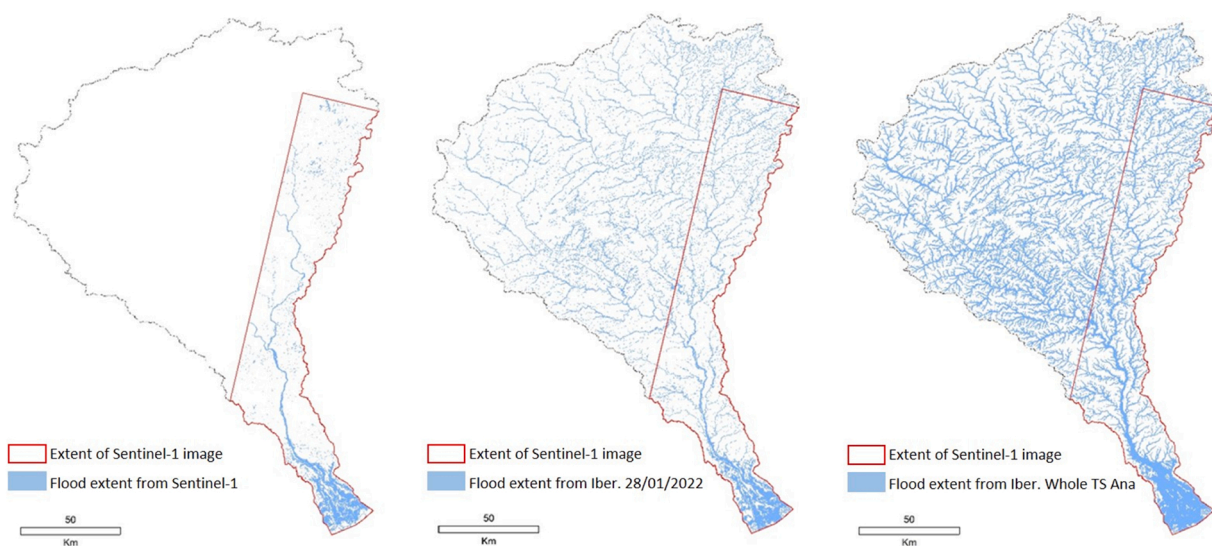 Extent of Sentinel-1 image
Flood extent from Sentinel-1
50
Km
Extent of Sentinel-1 image
Flood extent from Iber. 28/01/2022
50
Km
Extent of Sentinel-1 image
Flood extent from Iber. Whole TS Ana
50
Km